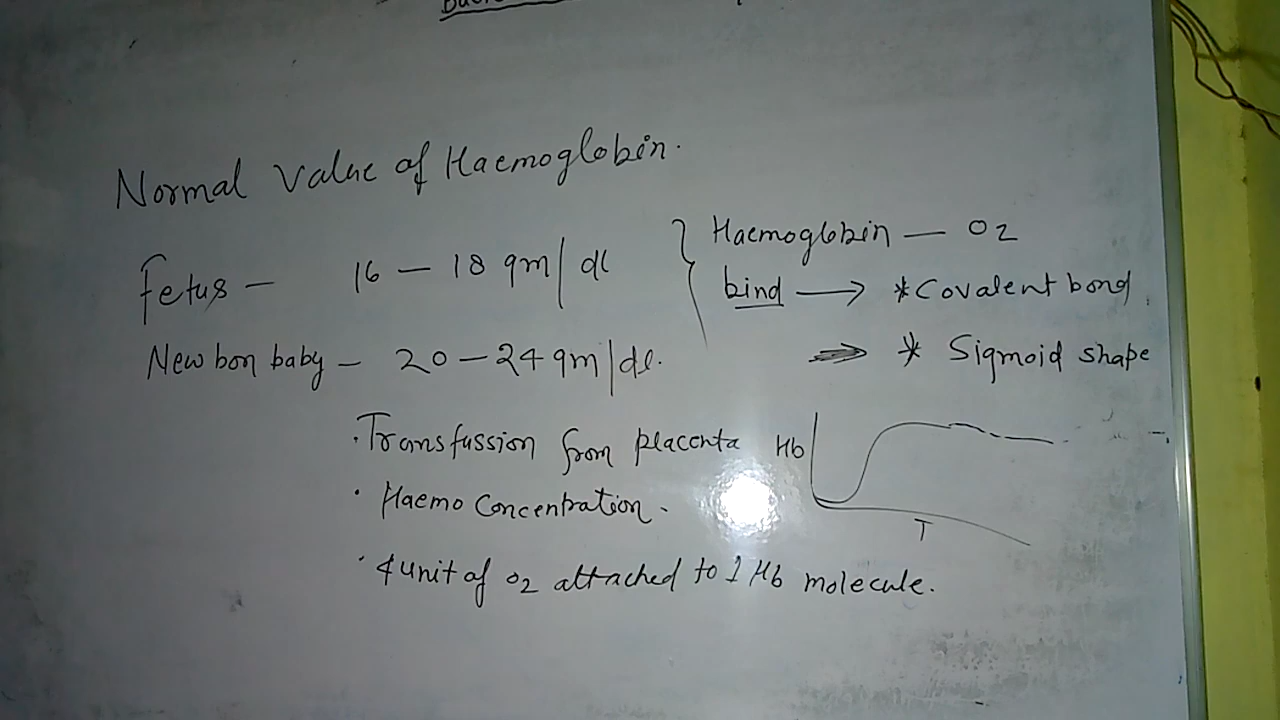 Normal Value of Haemoglobin.
Fetus – 16 – 18 gm/dl
New bon baby – 20 – 24 gm/dl.
· Transfussion from placenta
· Haemo Concentration.
· 4 unit of O2 attached to 1 Hb molecule.
Haemoglobin — O2
bind → * Covalent bond
⇒ * Sigmoid shape
Hb
T